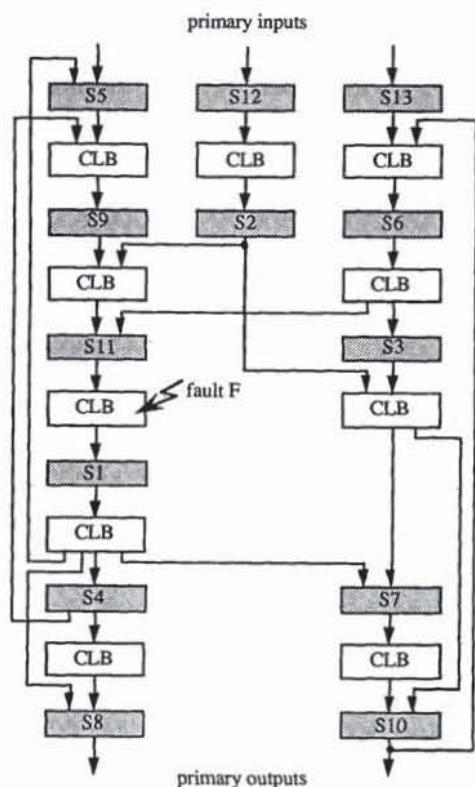 primary inputs
S5 S12 S13
CLB CLB CLB
S9 S2 S6
CLB CLB
S11 S3
CLB fault F CLB
S1
CLB
S4 S7
CLB CLB
S8 S10
primary outputs